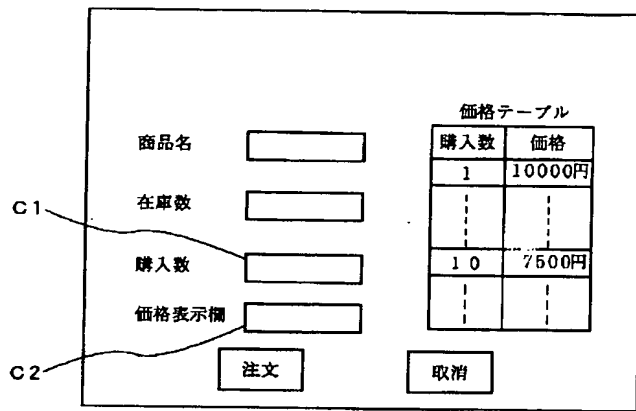 価格テーブル
商品名
購入数 価格
1 10000円
在庫数
C1
購入数
10 7500円
価格表示欄
C2
注文 取消